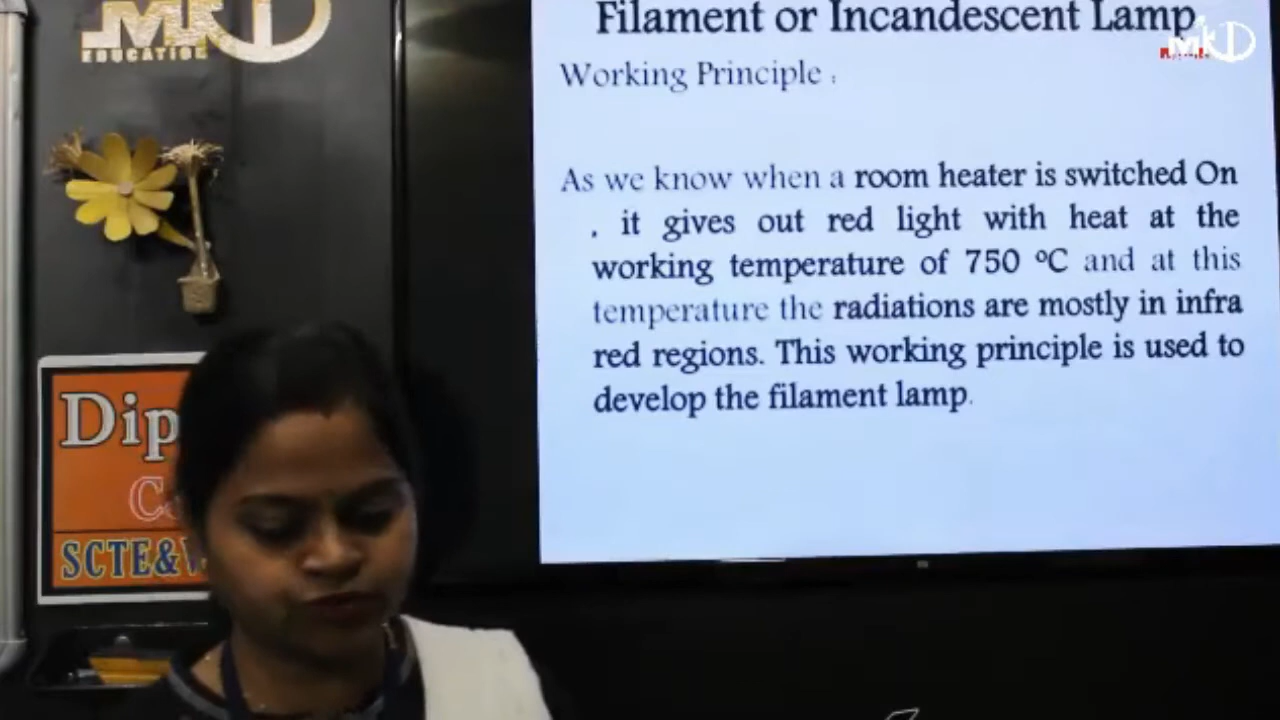 EDUCATION
Filament or Incandescent Lamp
Working Principle :
As we know when a room heater is switched On
, it gives out red light with heat at the
working temperature of 750 ºC and at this
temperature the radiations are mostly in infra
red regions. This working principle is used to
develop the filament lamp.
Dip
SCTE&